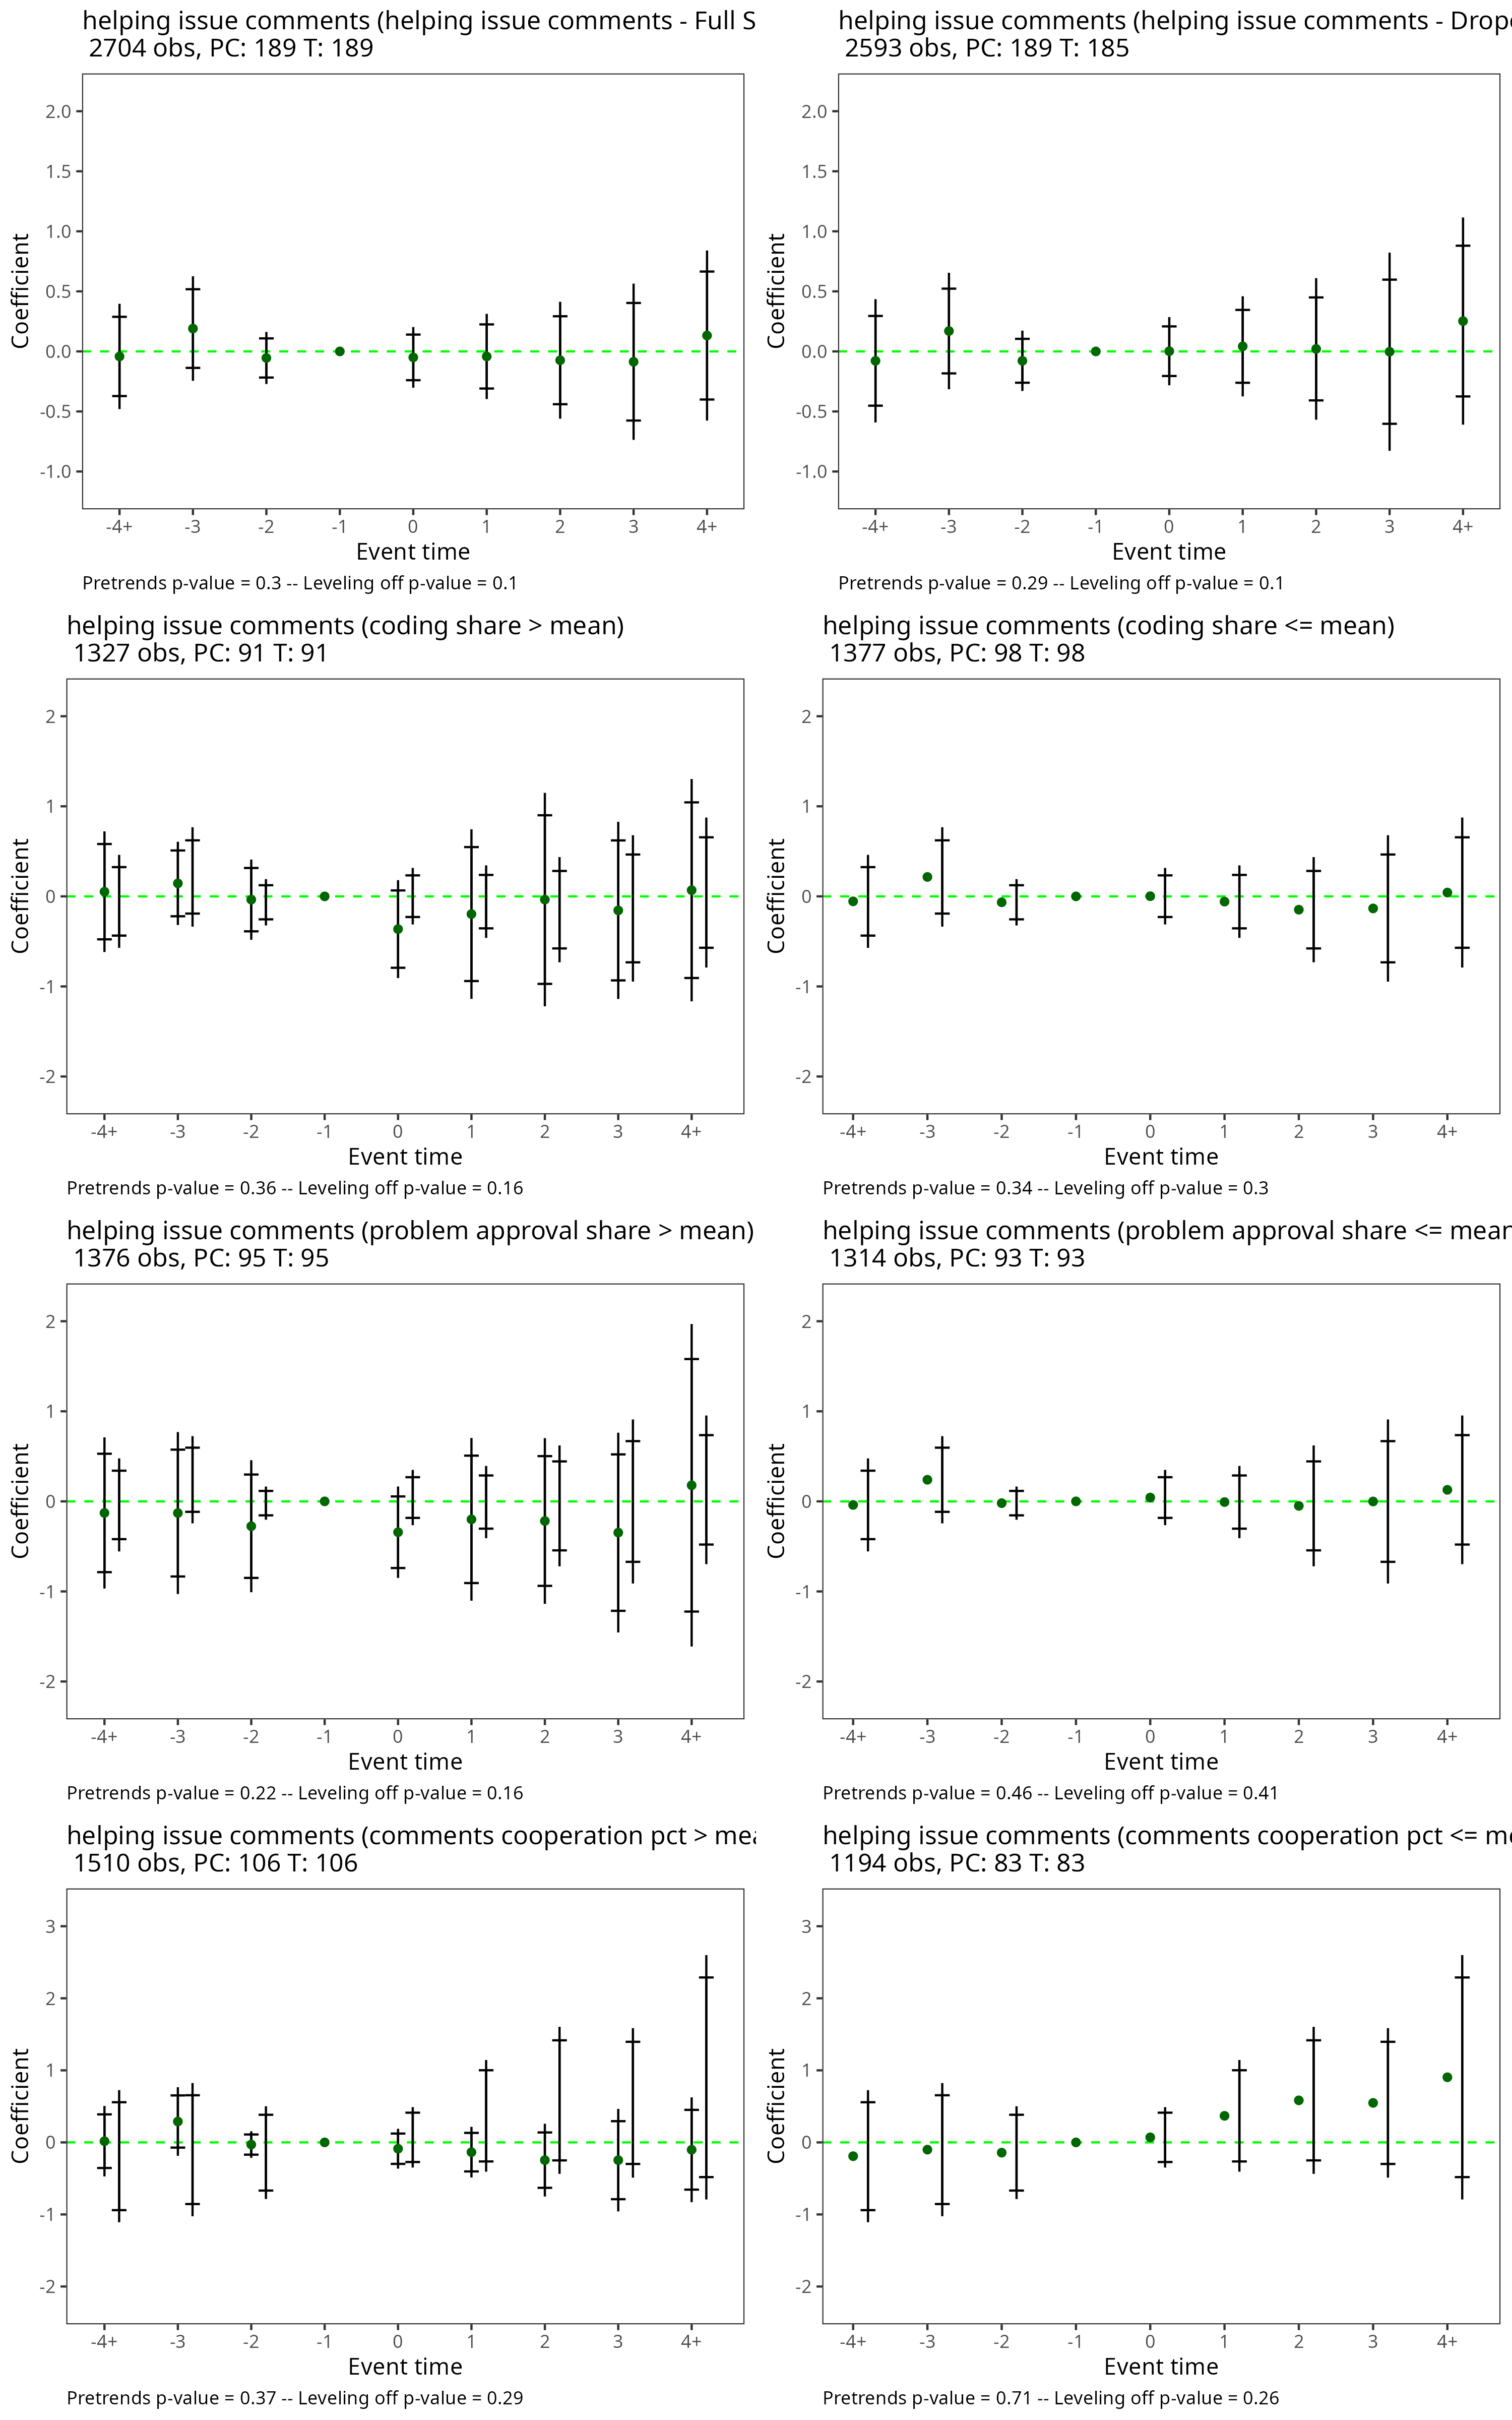 helping issue comments (helping issue comments - Full S
2704 obs, PC: 189 T: 189
2.0
1.5
1.0
0.5
0.0
-0.5
-1.0
Coefficient
-4+ -3 -2 -1 0 1 2 3 4+
Event time
Pretrends p-value = 0.3 -- Leveling off p-value = 0.1
helping issue comments (helping issue comments - Drop
2593 obs, PC: 189 T: 185
2.0
1.5
1.0
0.5
0.0
-0.5
-1.0
Coefficient
-4+ -3 -2 -1 0 1 2 3 4+
Event time
Pretrends p-value = 0.29 -- Leveling off p-value = 0.1
helping issue comments (coding share > mean)
1327 obs, PC: 91 T: 91
2
1
0
-1
-2
Coefficient
-4+ -3 -2 -1 0 1 2 3 4+
Event time
Pretrends p-value = 0.36 -- Leveling off p-value = 0.16
helping issue comments (coding share <= mean)
1377 obs, PC: 98 T: 98
2
1
0
-1
-2
Coefficient
-4+ -3 -2 -1 0 1 2 3 4+
Event time
Pretrends p-value = 0.34 -- Leveling off p-value = 0.3
helping issue comments (problem approval share > mean)
1376 obs, PC: 95 T: 95
2
1
0
-1
-2
Coefficient
-4+ -3 -2 -1 0 1 2 3 4+
Event time
Pretrends p-value = 0.22 -- Leveling off p-value = 0.16
helping issue comments (problem approval share <= mean
1314 obs, PC: 93 T: 93
2
1
0
-1
-2
Coefficient
-4+ -3 -2 -1 0 1 2 3 4+
Event time
Pretrends p-value = 0.46 -- Leveling off p-value = 0.41
helping issue comments (comments cooperation pct > mea
1510 obs, PC: 106 T: 106
3
2
1
0
-1
-2
Coefficient
-4+ -3 -2 -1 0 1 2 3 4+
Event time
Pretrends p-value = 0.37 -- Leveling off p-value = 0.29
helping issue comments (comments cooperation pct <= m
1194 obs, PC: 83 T: 83
3
2
1
0
-1
-2
Coefficient
-4+ -3 -2 -1 0 1 2 3 4+
Event time
Pretrends p-value = 0.71 -- Leveling off p-value = 0.26